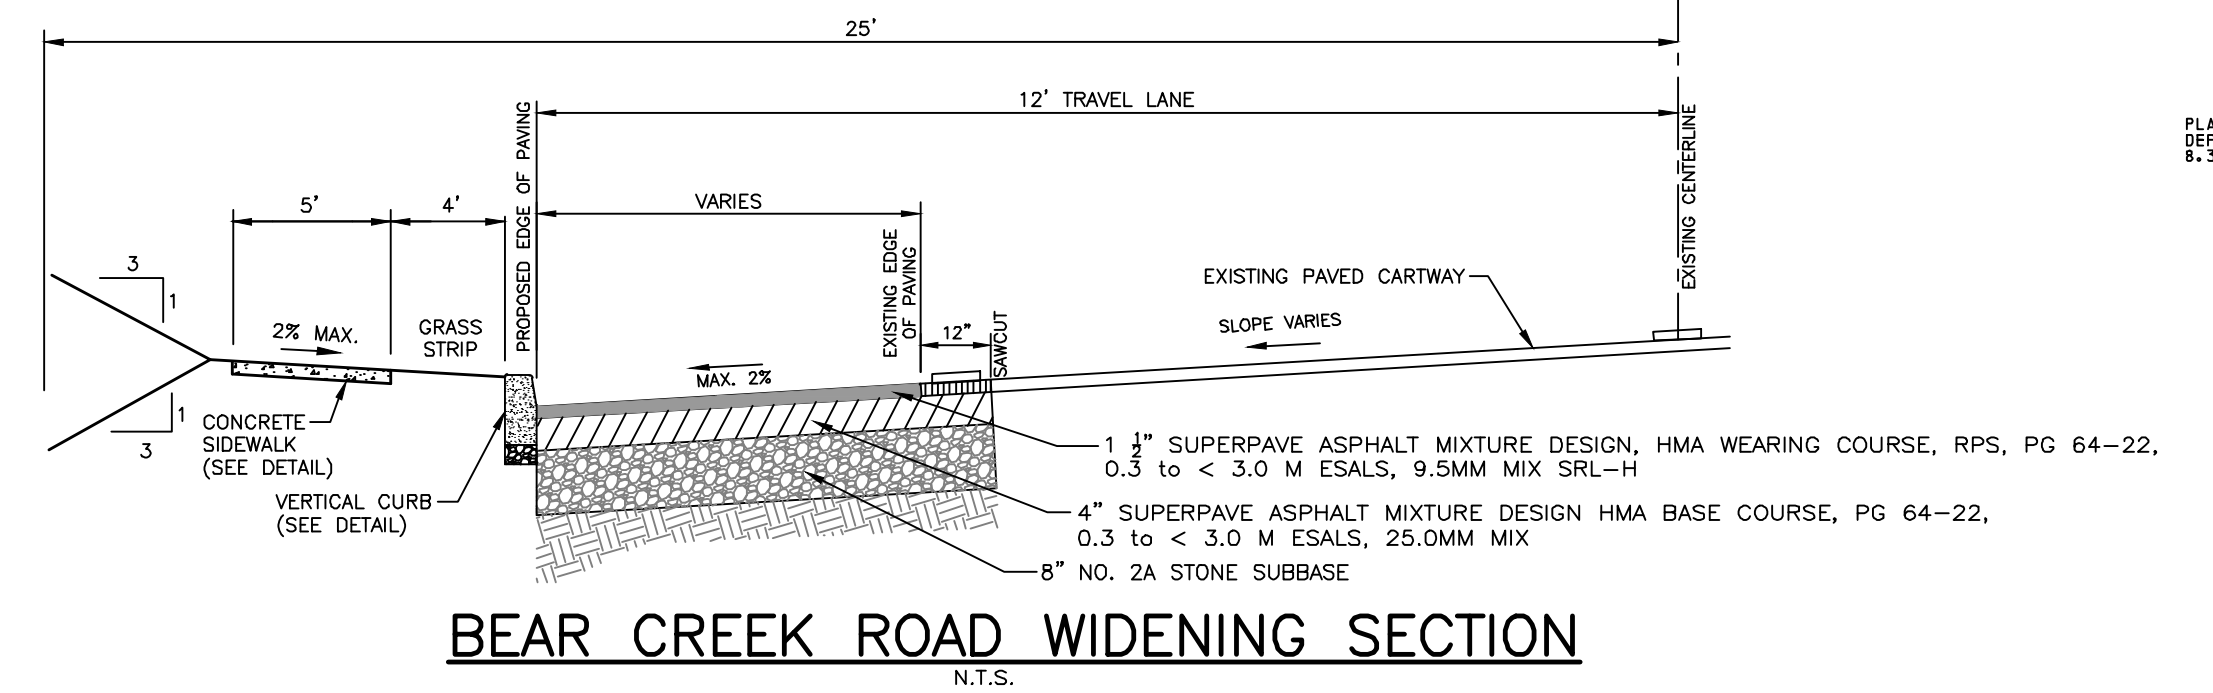 25'
12' TRAVEL LANE
PROPOSED EDGE OF PAVING
EXISTING CENTERLINE
PLA
DEF
8.3
VARIES
5'
4'
EXISTING EDGE
OF PAVING
3
1
2% MAX.
GRASS
STRIP
EXISTING PAVED CARTWAY
SLOPE VARIES
12"
SAWCUT
MAX. 2%
1
3
CONCRETE
SIDEWALK
(SEE DETAIL)
VERTICAL CURB
(SEE DETAIL)
1 ½" SUPERPAVE ASPHALT MIXTURE DESIGN, HMA WEARING COURSE, RPS, PG 64-22,
0.3 to < 3.0 M ESALS, 9.5MM MIX SRL-H
4" SUPERPAVE ASPHALT MIXTURE DESIGN HMA BASE COURSE, PG 64-22,
0.3 to < 3.0 M ESALS, 25.0MM MIX
8" NO. 2A STONE SUBBASE
BEAR CREEK ROAD WIDENING SECTION
N.T.S.